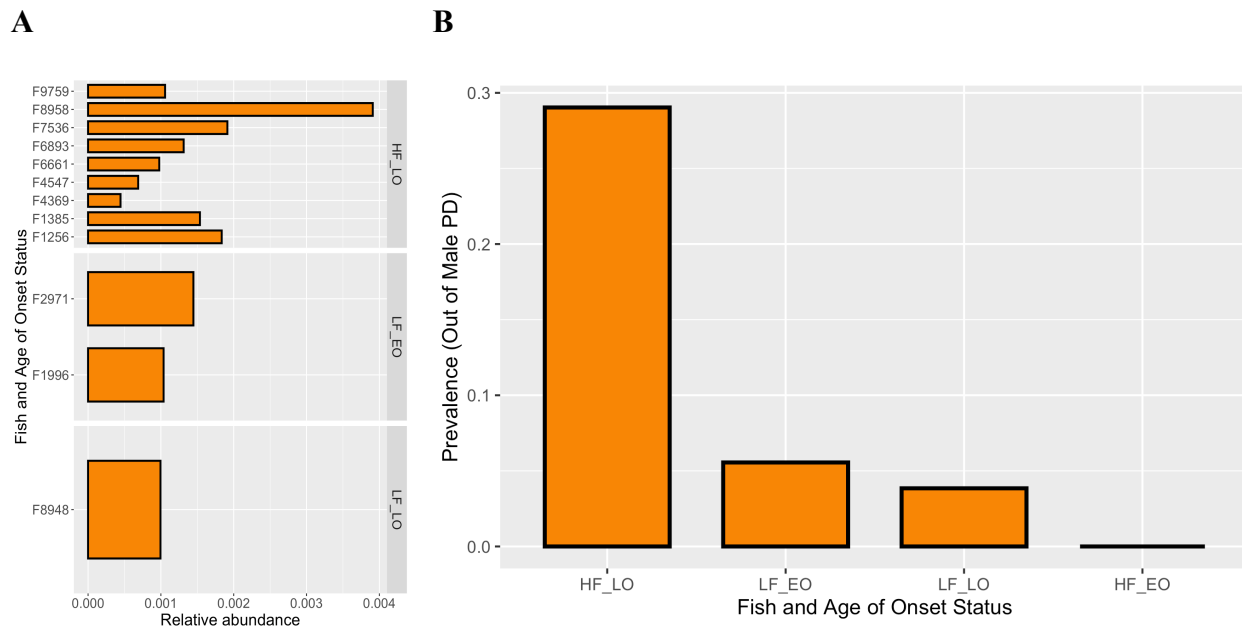 A
B
F9759
F8958
F7536
F6893
F6661
F4547
F4369
F1385
F1256
HF_LO
F2971
F1996
LF_EO
F8948
LF_LO
Fish and Age of Onset Status
0.000 0.001 0.002 0.003 0.004
Relative abundance
Prevalence (Out of Male PD)
0.3
0.2
0.1
0.0
HF_LO LF_EO LF_LO HF_EO
Fish and Age of Onset Status